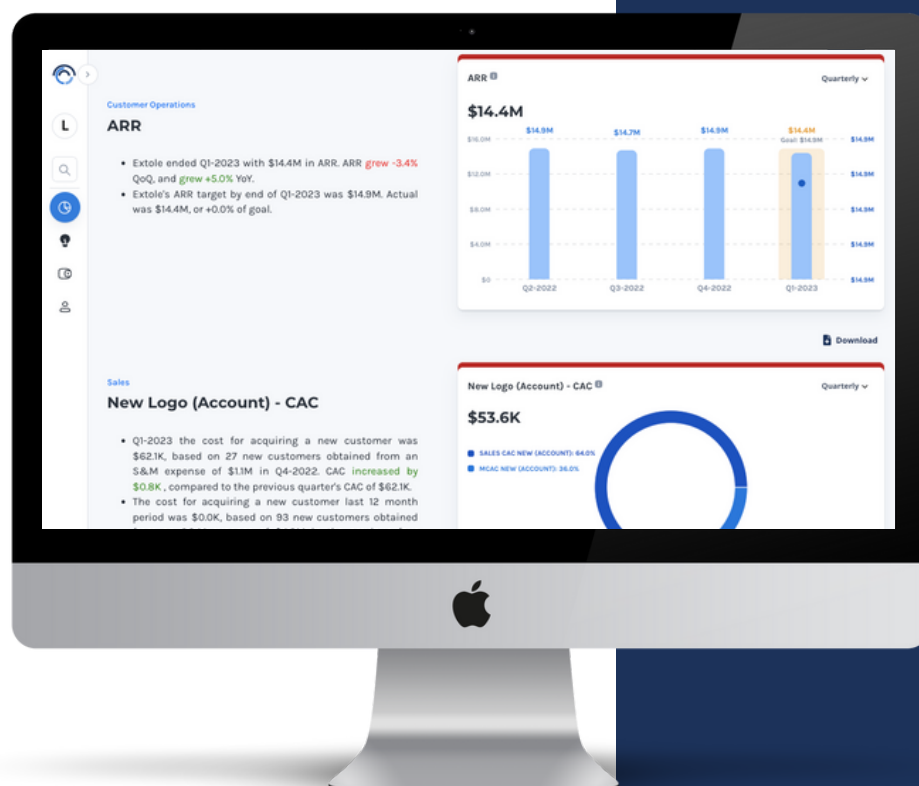 L
Customer Operations
ARR
• Extole ended Q1-2023 with $14.4M in ARR. ARR grew -3.4%
QoQ, and grew +5.0% YoY.
• Extole's ARR target by end of Q1-2023 was $14.9M. Actual
was $14.4M, or +0.0% of goal.
ARR
Quarterly
$14.4M
$14.9M
$14.7M
$14.9M
$14.4M
Goal: $14.9M
$16.0M
$14.9M
$12.0M
$14.9M
$8.0M
$14.9M
$4.0M
$14.9M
$0
$14.9M
Q2-2022
Q3-2022
Q4-2022
Q1-2023
Download
Sales
New Logo (Account) - CAC
• Q1-2023 the cost for acquiring a new customer was
$62.1K, based on 27 new customers obtained from an
S&M expense of $1.1M in Q4-2022. CAC increased by
$0.8K , compared to the previous quarter's CAC of $62.1K.
• The cost for acquiring a new customer last 12 month
period was $0.0K, based on 93 new customers obtained
New Logo (Account) - CAC
Quarterly
$53.6K
SALES CAC NEW (ACCOUNT): 64.0%
MCAC NEW (ACCOUNT): 36.0%